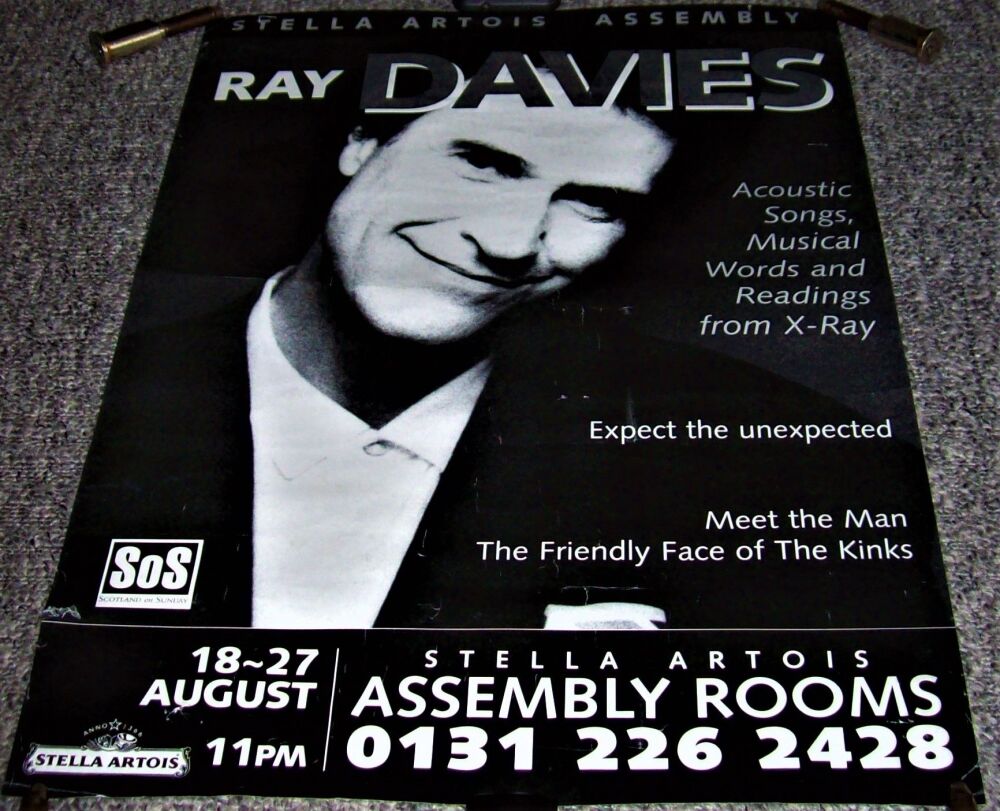 STELLA ARTOIS ASSEMBLY
RAY DAVIES
Acoustic
Songs,
Musical
Words and
Readings
from X-Ray
Expect the unexpected
Meet the Man
The Friendly Face of The Kinks
SoS
SCOTLAND ON SUNDAY
18~27
AUGUST
11PM
ANNO 1366
STELLA ARTOIS
STELLA ARTOIS
ASSEMBLY ROOMS
0131 226 2428